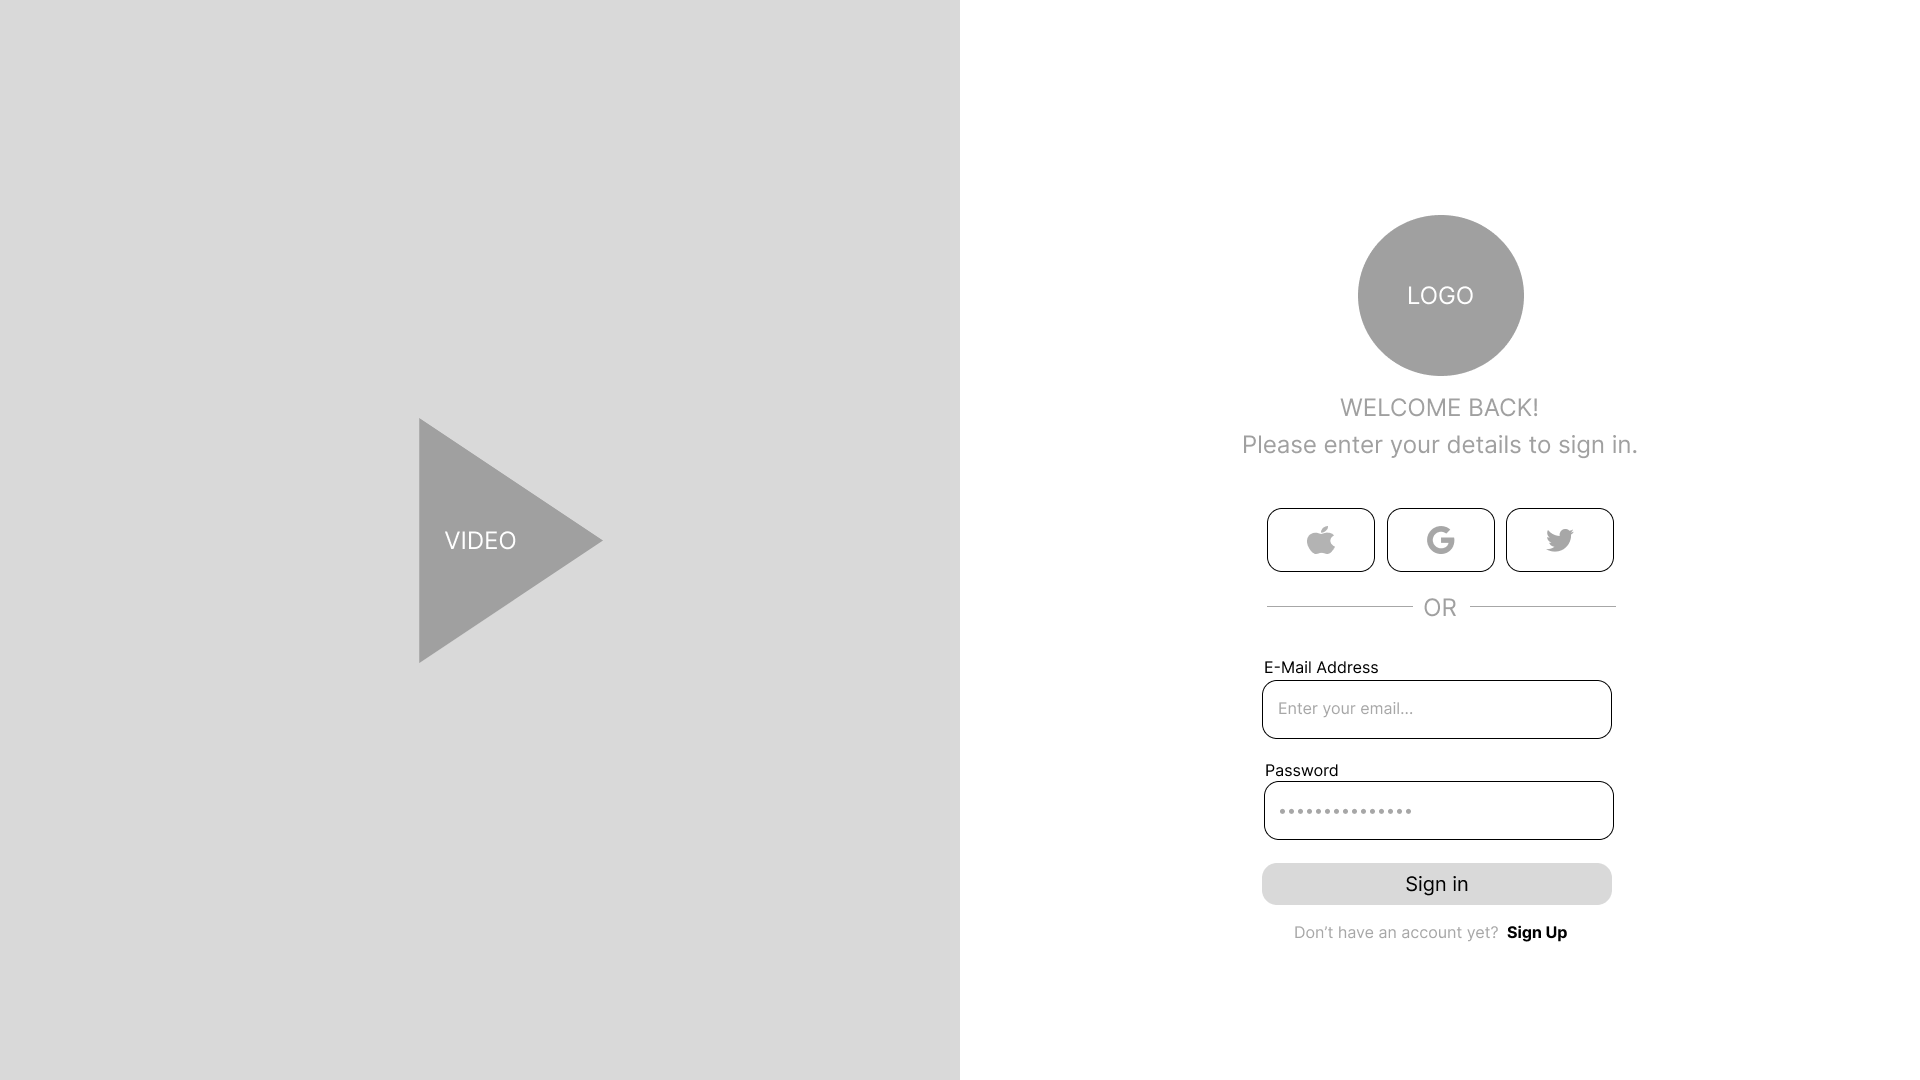 VIDEO
LOGO
WELCOME BACK!
Please enter your details to sign in.
OR
E-Mail Address
Enter your email...
Password
Sign in
Don’t have an account yet? Sign Up